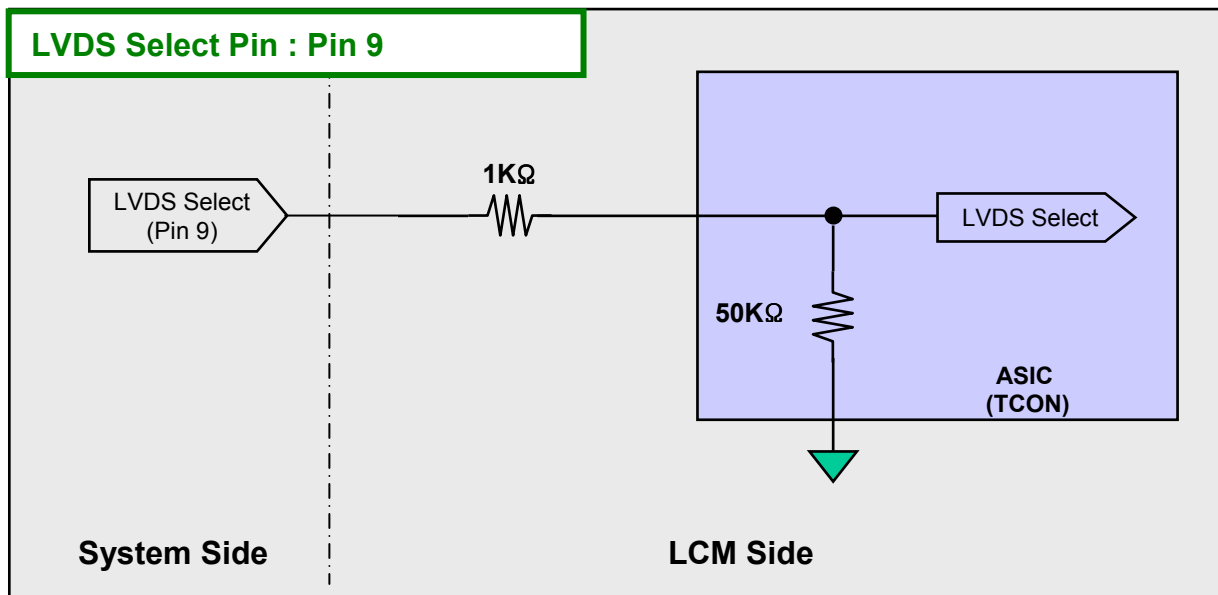 LVDS Select Pin : Pin 9
1KΩ
LVDS Select
(Pin 9)
LVDS Select
50KΩ
ASIC
(TCON)
System Side
LCM Side